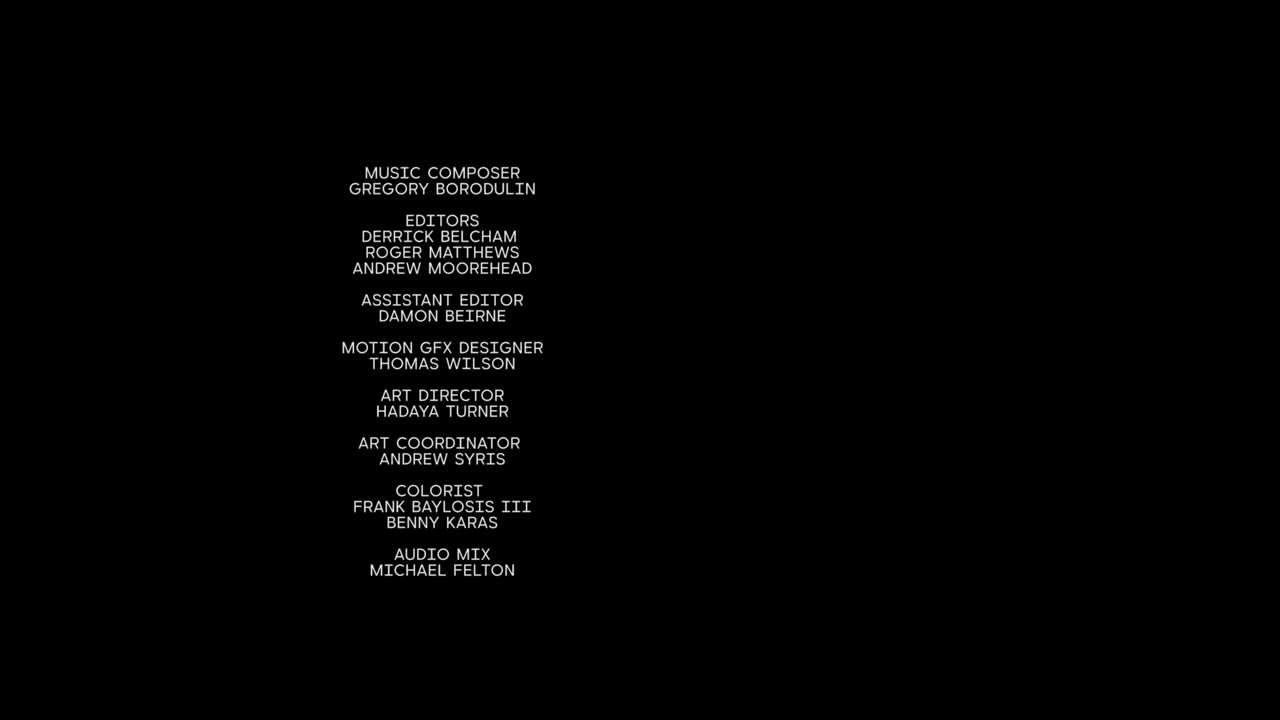 MUSIC COMPOSER
GREGORY BORODULIN
EDITORS
DERRICK BELCHAM
ROGER MATTHEWS
ANDREW MOOREHEAD
ASSISTANT EDITOR
DAMON BEIRNE
MOTION GFX DESIGNER
THOMAS WILSON
ART DIRECTOR
HADAYA TURNER
ART COORDINATOR
ANDREW SYRIS
COLORIST
FRANK BAYLOSIS III
BENNY KARAS
AUDIO MIX
MICHAEL FELTON